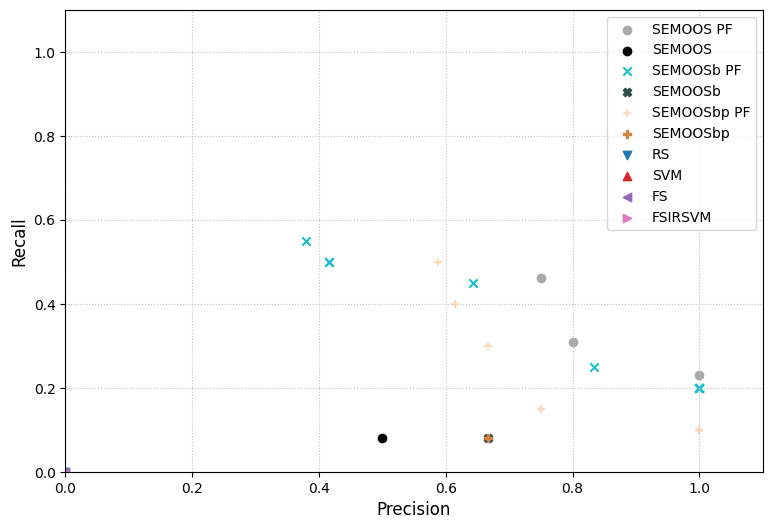 1.0
0.8
0.6
0.4
0.2
0.0
Recall
0.0 0.2 0.4 0.6 0.8 1.0
Precision
SEMOOS PF
SEMOOS
SEMOOSb PF
SEMOOSb
SEMOOSbp PF
SEMOOSbp
RS
SVM
FS
FSIRSVM